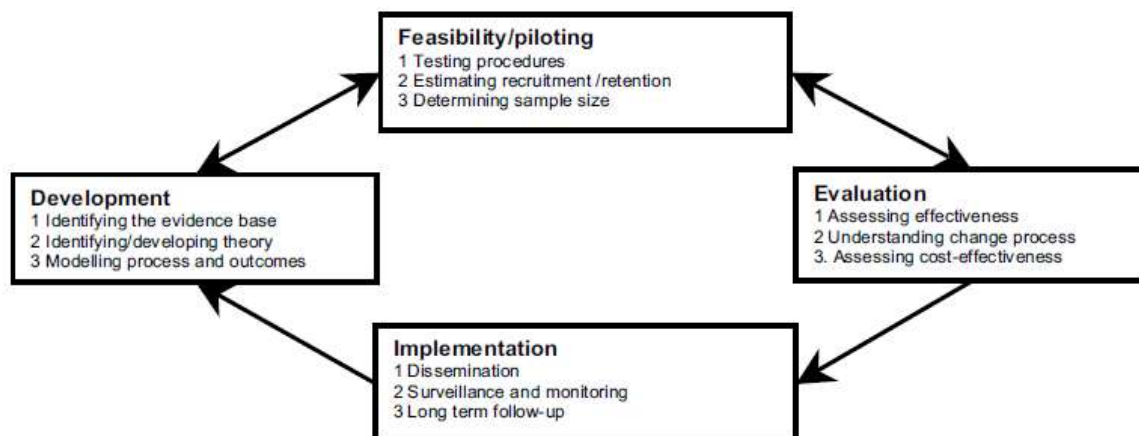 Feasibility/piloting
1 Testing procedures
2 Estimating recruitment /retention
3 Determining sample size
Development
1 Identifying the evidence base
2 Identifying/developing theory
3 Modelling process and outcomes
Evaluation
1 Assessing effectiveness
2 Understanding change process
3. Assessing cost-effectiveness
Implementation
1 Dissemination
2 Surveillance and monitoring
3 Long term follow-up